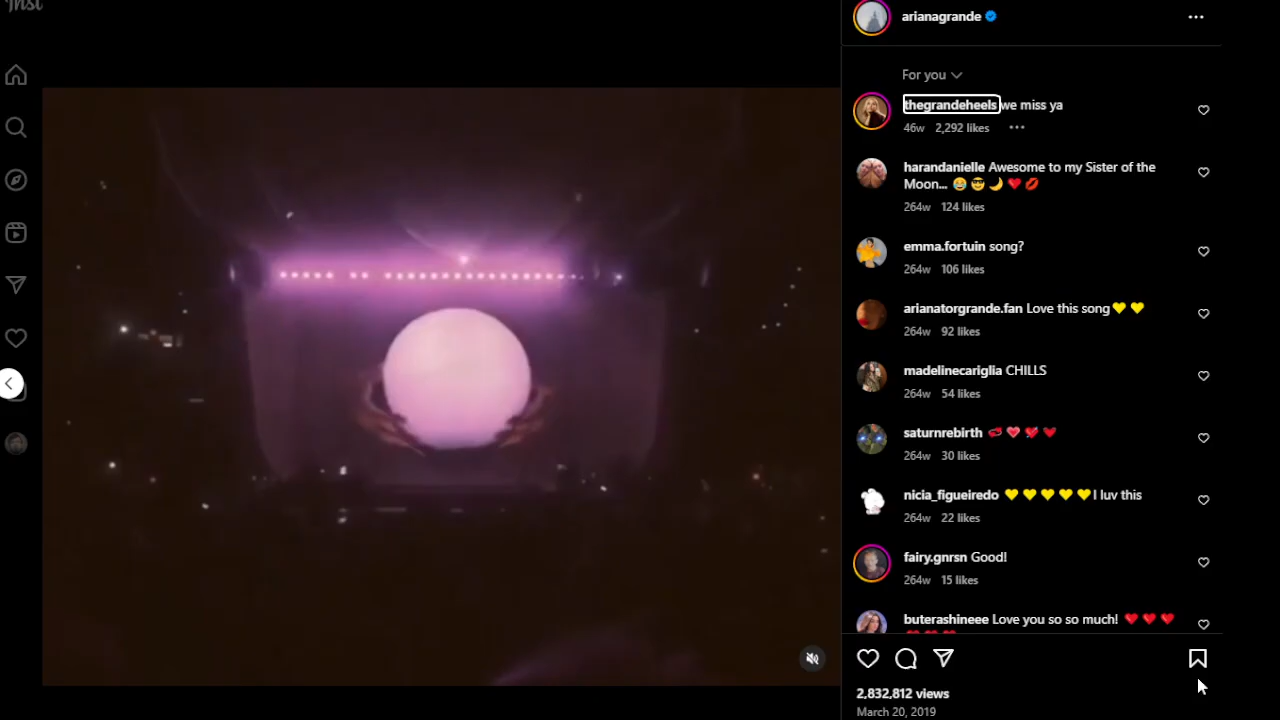 arianagrande
For you
thegrandeheels we miss ya
46w 2,292 likes
harandanielle Awesome to my Sister of the
Moon... 😂 😎 🌙 ❤️ 💋
264w 124 likes
emma.fortuin song?
264w 106 likes
arianatorgrande.fan Love this song 💛 💛
264w 92 likes
madelinecariglia CHILLS
264w 54 likes
saturnrebirth
264w 30 likes
nicia_figueiredo 💛 💛 💛 💛 💛 I luv this
264w 22 likes
fairy.gnrsn Good!
264w 15 likes
buterashineee Love you so so much! ❤️ ❤️ ❤️
2,832,812 views
March 20, 2019